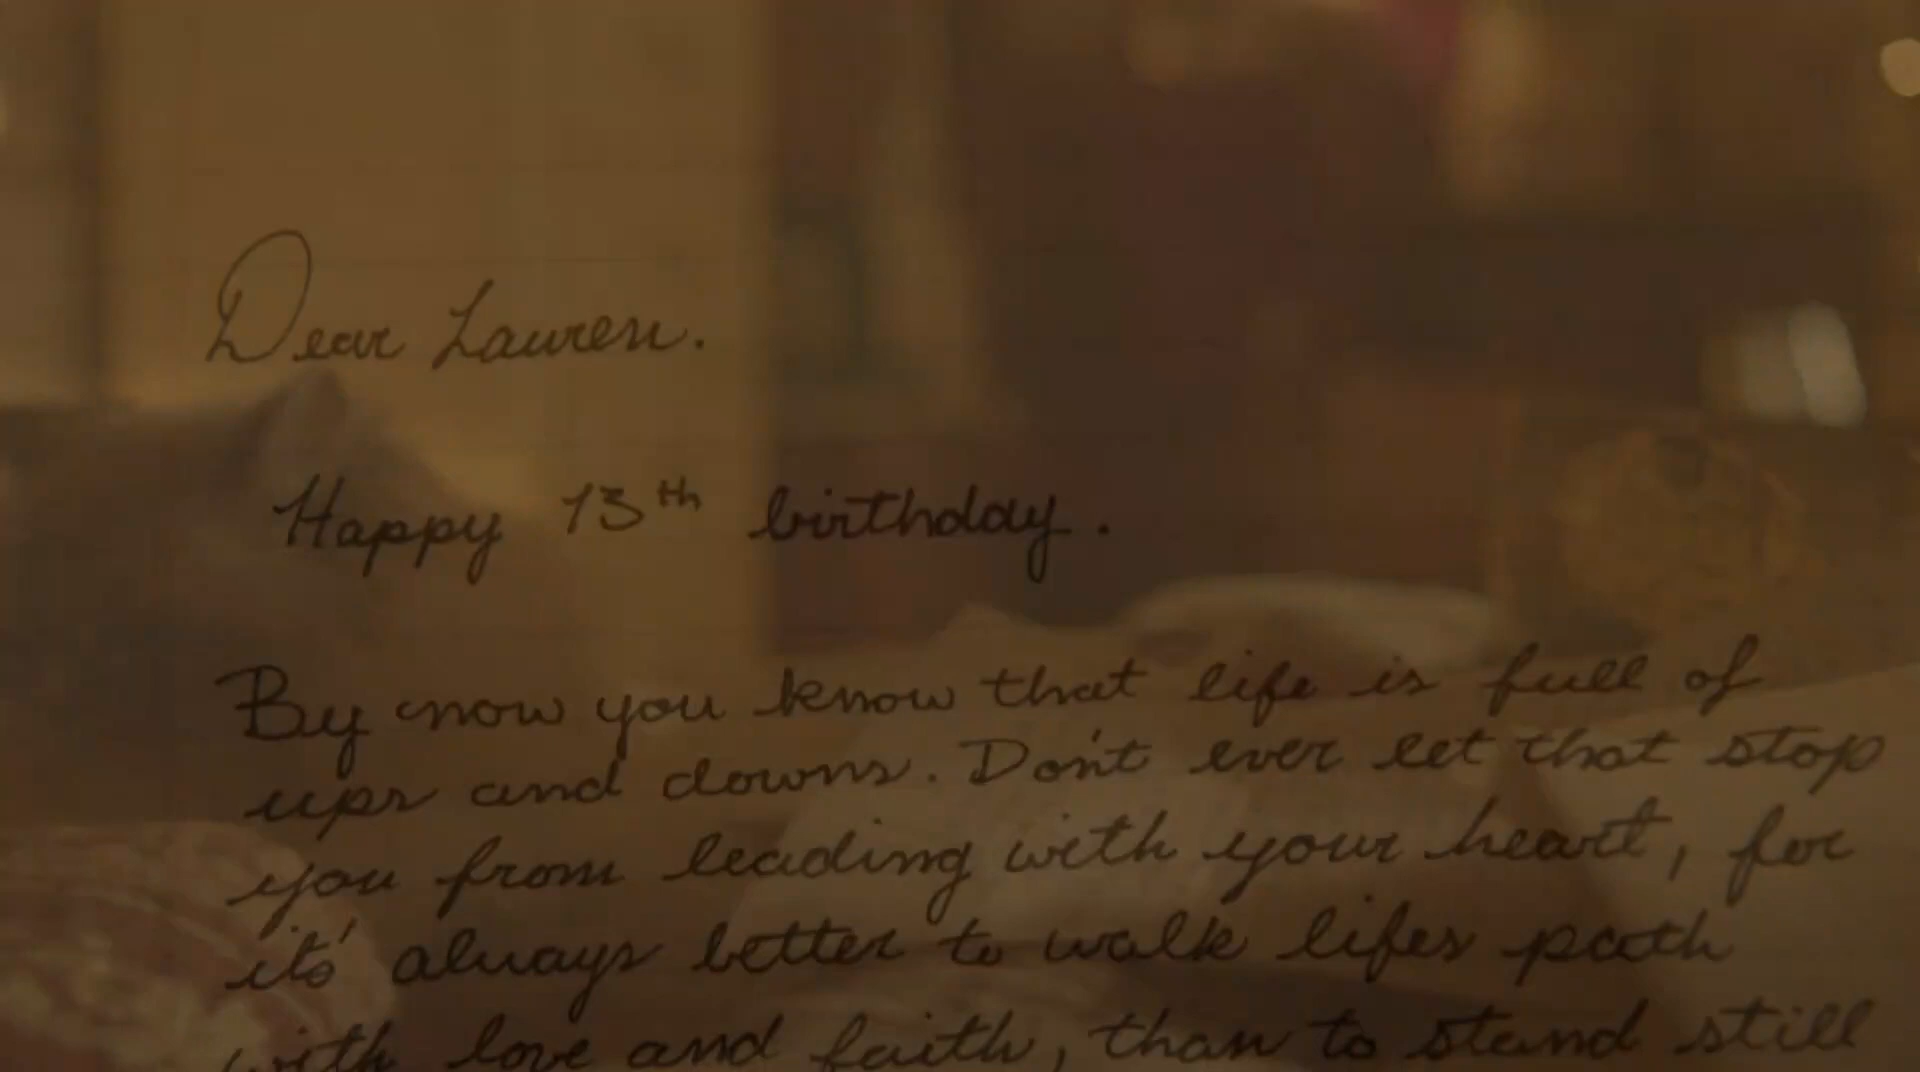 Dear Lauren.
Happy 13th birthday.
By now you know that life is full of
ups and downs. Don't ever let that stop
you from leading with your heart, for
it's always better to walk lifes path
with love and faith, than to stand still